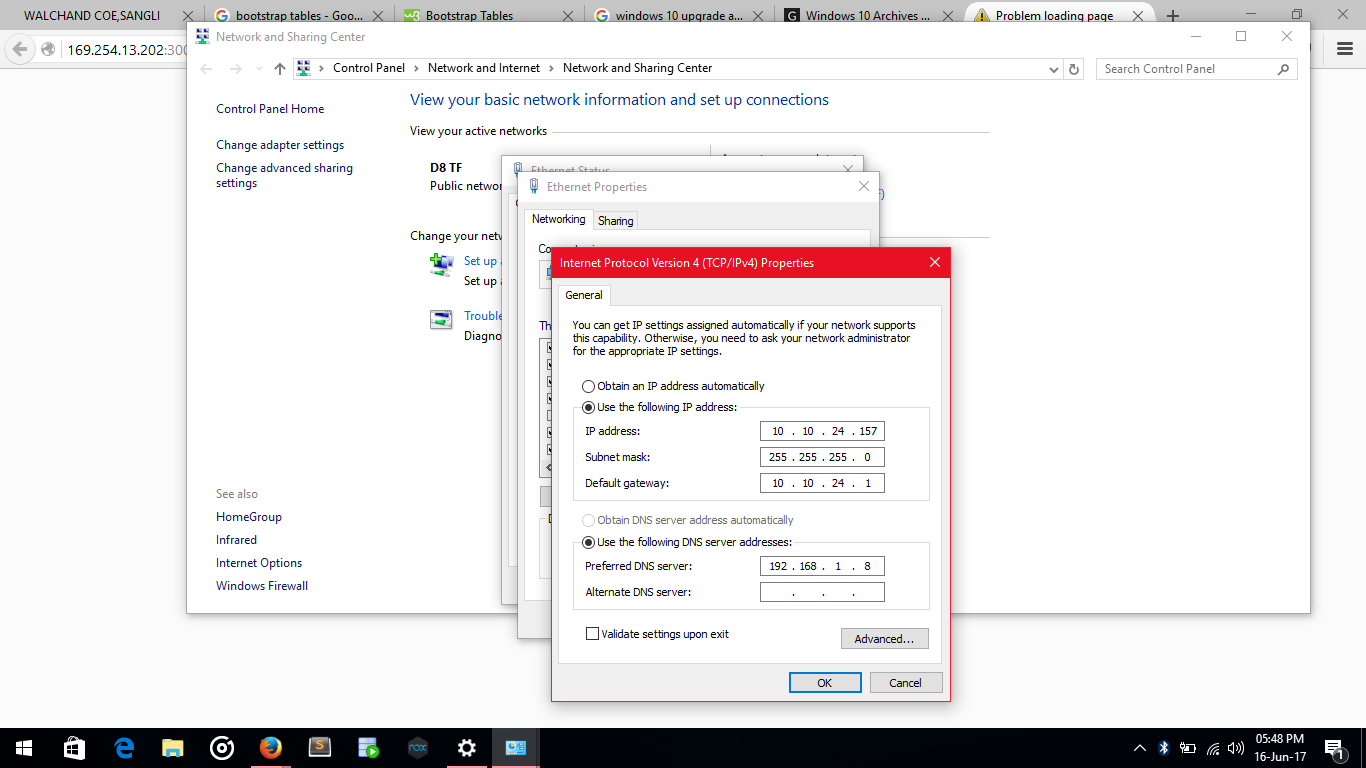 WALCHAND COE,SANGLI
bootstrap tables - Goo...
Bootstrap Tables
windows 10 upgrade a...
Windows 10 Archives ...
Problem loading page
169.254.13.202:300
Network and Sharing Center
Control Panel > Network and Internet > Network and Sharing Center
Search Control Panel
Control Panel Home
Change adapter settings
Change advanced sharing
settings
View your basic network information and set up connections
View your active networks
D8 TF
Public networ
Change your netw
Set up
Set up
Trouble
Diagno
See also
HomeGroup
Infrared
Internet Options
Windows Firewall
Ethernet Status
Ethernet Properties
Networking
Sharing
Internet Protocol Version 4 (TCP/IPv4) Properties
General
You can get IP settings assigned automatically if your network supports
this capability. Otherwise, you need to ask your network administrator
for the appropriate IP settings.
Obtain an IP address automatically
Use the following IP address:
IP address: 10 . 10 . 24 . 157
Subnet mask: 255 . 255 . 255 . 0
Default gateway: 10 . 10 . 24 . 1
Obtain DNS server address automatically
Use the following DNS server addresses:
Preferred DNS server: 192 . 168 . 1 . 8
Alternate DNS server: . . .
Validate settings upon exit
Advanced...
OK
Cancel
nox
05:48 PM
16-Jun-17
1